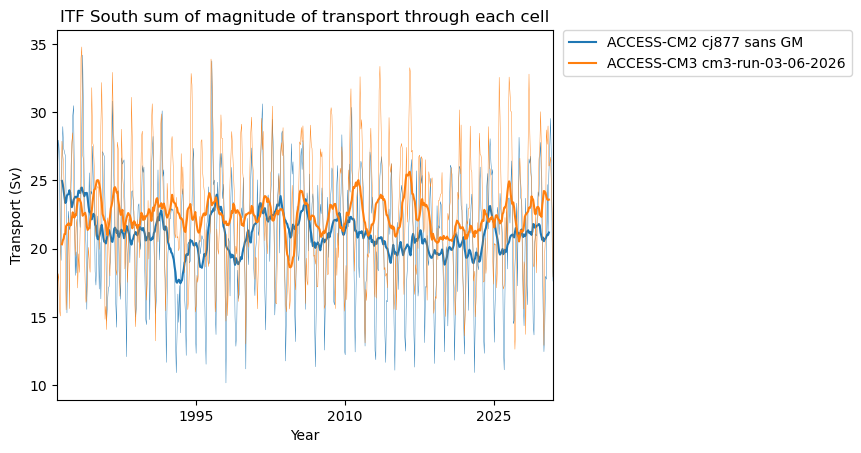 ITF South sum of magnitude of transport through each cell
ACCESS-CM2 cj877 sans GM
ACCESS-CM3 cm3-run-03-06-2026
35
30
25
20
15
10
Transport (Sv)
1995
2010
2025
Year